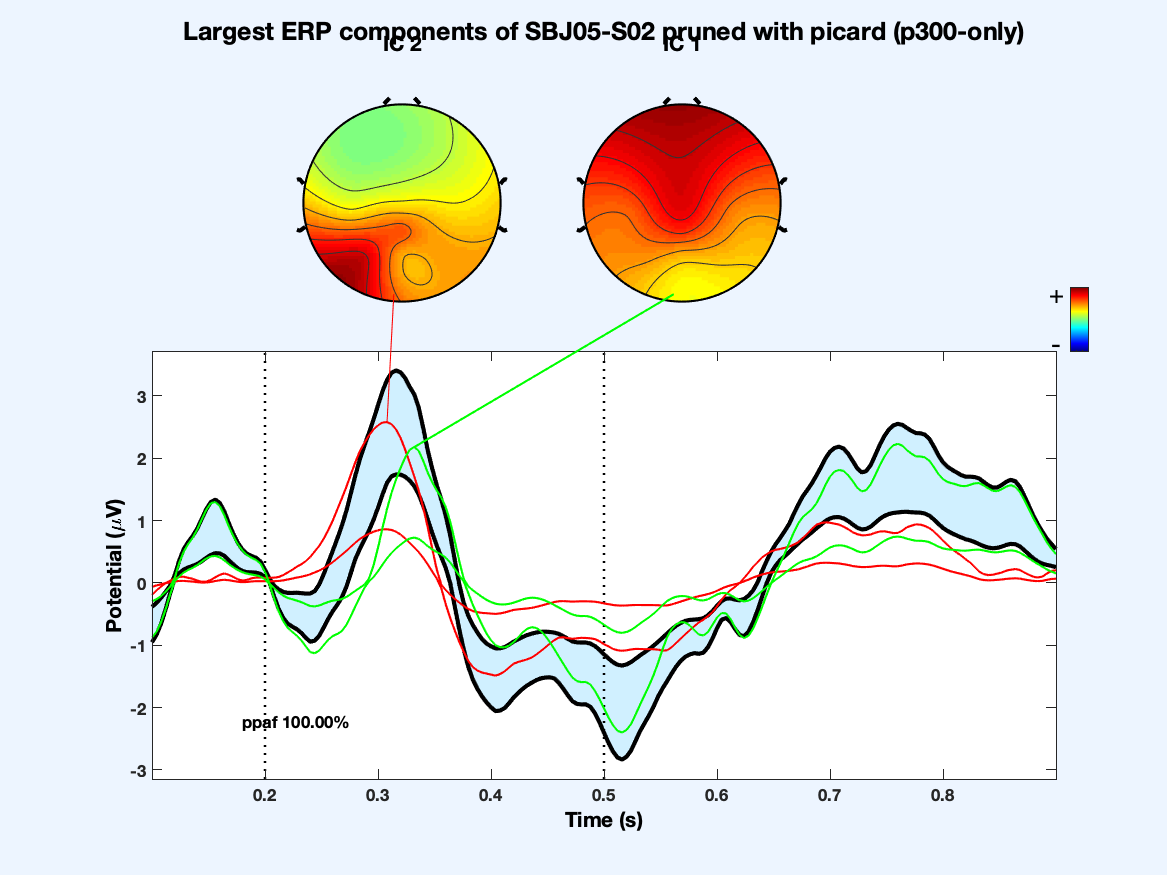 Largest ERP components of SBJ05-S02 pruned with picard (p300-only)
IC 2 IC 1
+
-
3
2
1
0
-1
-2
-3
Potential (μV)
ppaf 100.00%
0.2 0.3 0.4 0.5 0.6 0.7 0.8
Time (s)